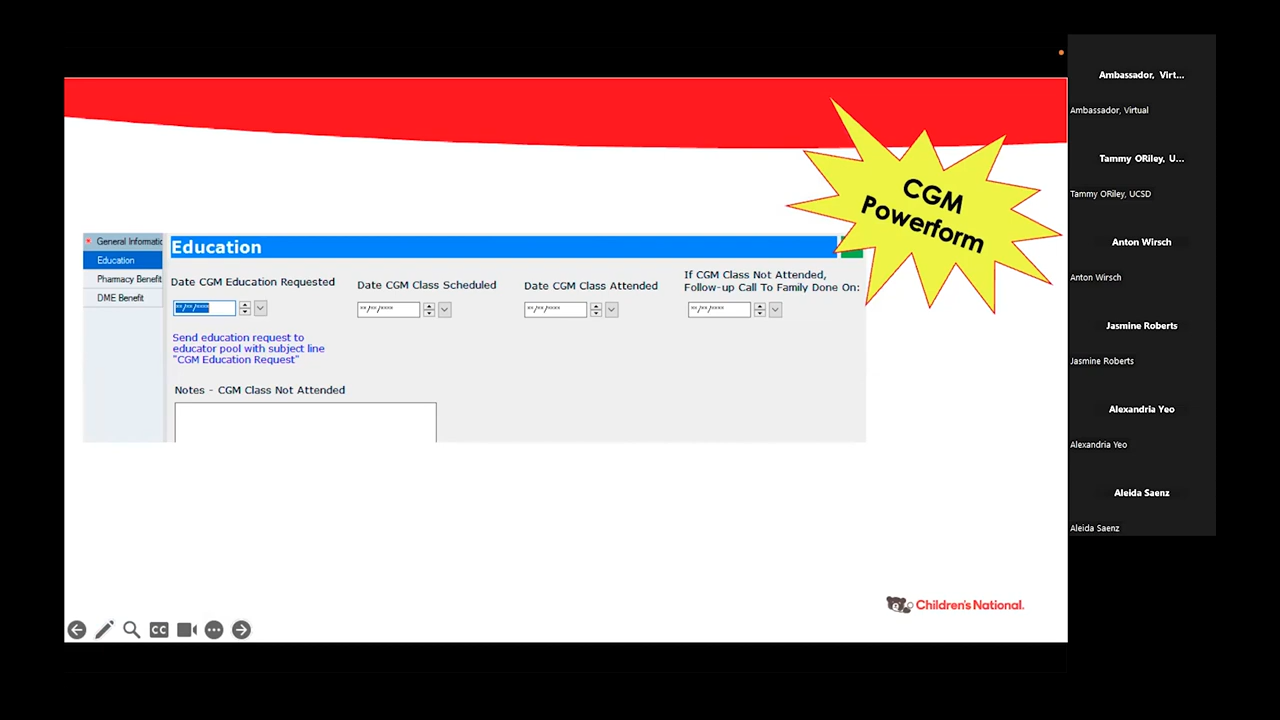 CGM
Powerform
General Informatic
Education
Pharmacy Benefit
DME Benefit
Education
Date CGM Education Requested
Date CGM Class Scheduled
Date CGM Class Attended
If CGM Class Not Attended,
Follow-up Call To Family Done On:
**/**/****
**/**/****
**/**/****
**/**/****
Send education request to
educator pool with subject line
"CGM Education Request"
Notes - CGM Class Not Attended
Children's National.
CC
Ambassador, Virt...
Ambassador, Virtual
Tammy ORiley, U...
Tammy ORiley, UCSD
Anton Wirsch
Anton Wirsch
Jasmine Roberts
Jasmine Roberts
Alexandria Yeo
Alexandria Yeo
Aleida Saenz
Aleida Saenz